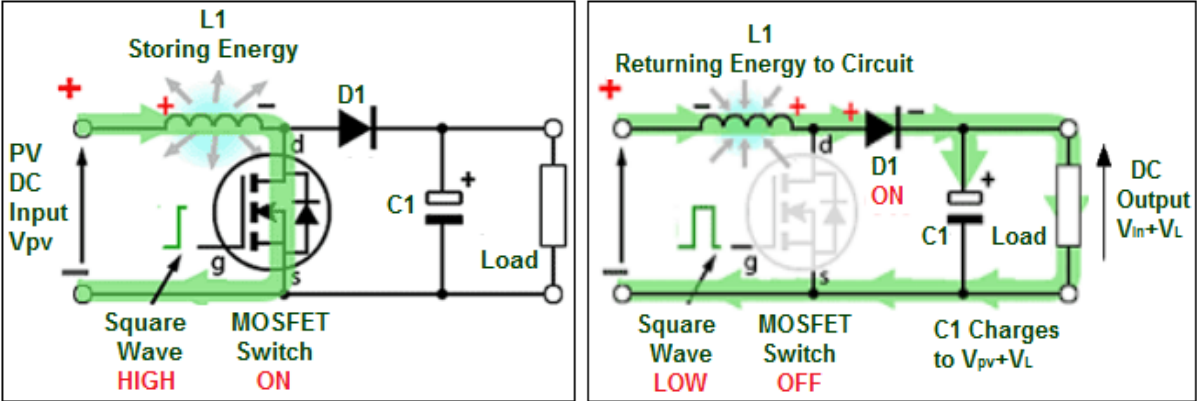 L1
Storing Energy
+
+
−
D1
d
PV
DC
Input
Vpv
+
C1
g
s
Load
−
Square
Wave
HIGH
MOSFET
Switch
ON
L1
Returning Energy to Circuit
+
−
+
+
−
d
D1
ON
+
C1
Load
DC
Output
Vin+VL
g
s
−
Square
Wave
LOW
MOSFET
Switch
OFF
C1 Charges
to Vpv+VL